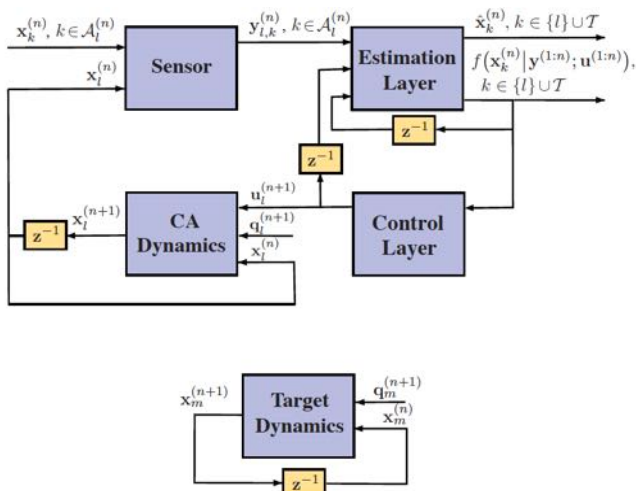 x_k^(n), k∈A_l^(n)
x_l^(n)
Sensor
y_{l,k}^(n), k∈A_l^(n)
Estimation
Layer
x̂_k^(n), k ∈ {l} ∪ T
f(x_k^(n) | y^(1:n); u^(1:n)),
k ∈ {l} ∪ T
z^-1
z^-1
u_l^(n+1)
q_l^(n+1)
x_l^(n)
x_l^(n+1)
z^-1
CA
Dynamics
Control
Layer
x_m^(n+1)
Target
Dynamics
q_m^(n+1)
x_m^(n)
z^-1